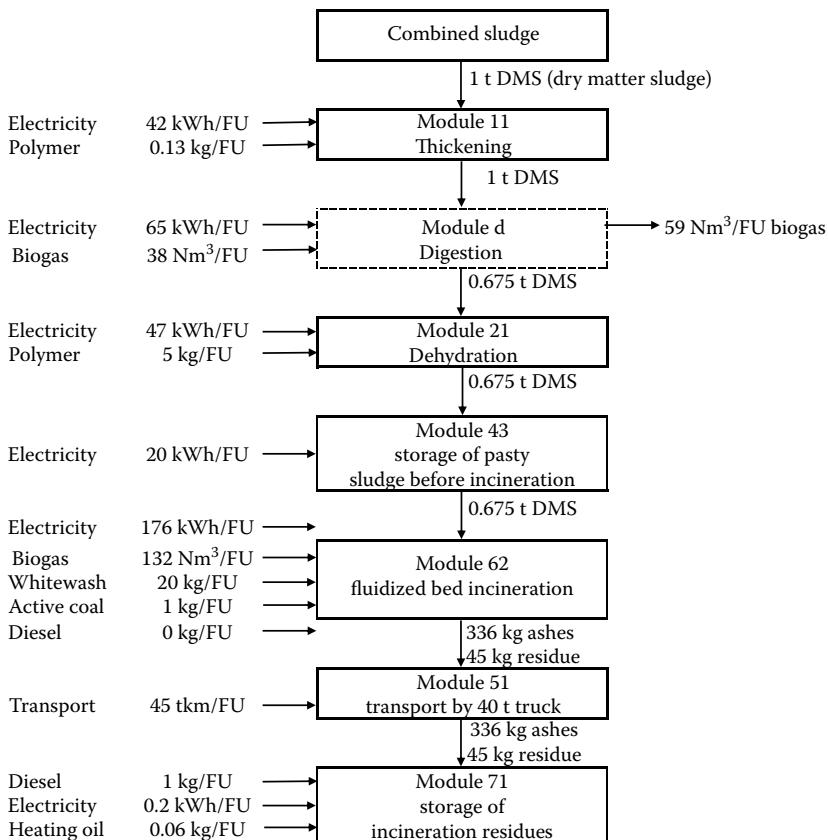 Combined sludge
1 t DMS (dry matter sludge)
Electricity 42 kWh/FU
Polymer 0.13 kg/FU
Module 11
Thickening
1 t DMS
Electricity 65 kWh/FU
Biogas 38 Nm³/FU
Module d
Digestion
59 Nm³/FU biogas
0.675 t DMS
Electricity 47 kWh/FU
Polymer 5 kg/FU
Module 21
Dehydration
0.675 t DMS
Electricity 20 kWh/FU
Module 43
storage of pasty
sludge before incineration
0.675 t DMS
Electricity 176 kWh/FU
Biogas 132 Nm³/FU
Whitewash 20 kg/FU
Active coal 1 kg/FU
Diesel 0 kg/FU
Module 62
fluidized bed incineration
336 kg ashes
45 kg residue
Transport 45 tkm/FU
Module 51
transport by 40 t truck
336 kg ashes
45 kg residue
Diesel 1 kg/FU
Electricity 0.2 kWh/FU
Heating oil 0.06 kg/FU
Module 71
storage of
incineration residues